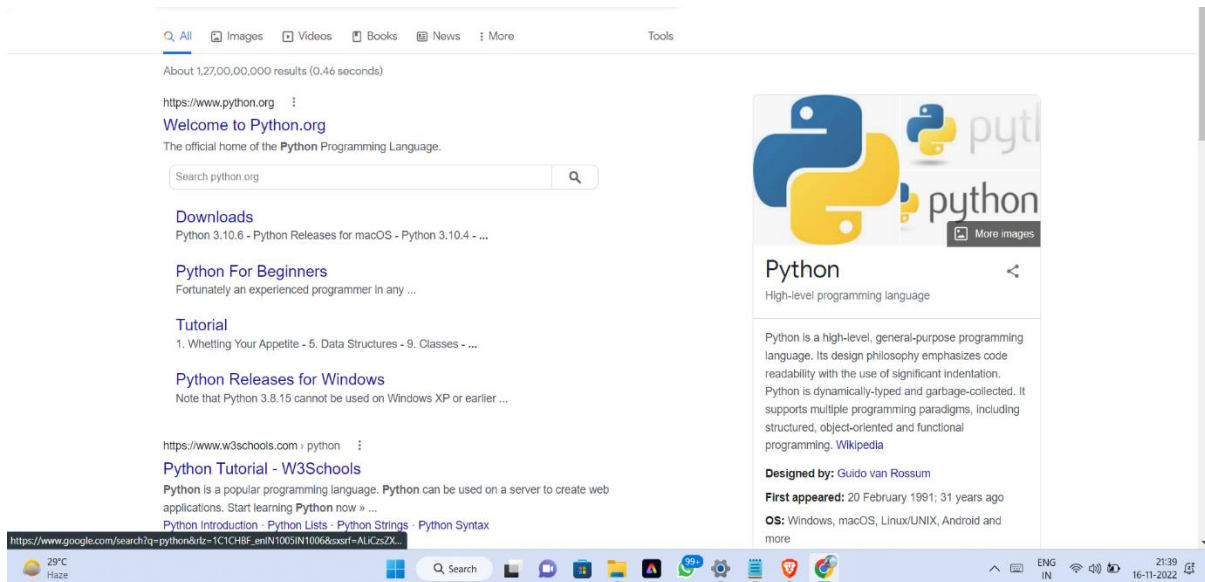 All Images Videos Books News More Tools
About 1,27,00,00,000 results (0.46 seconds)
https://www.python.org
Welcome to Python.org
The official home of the Python Programming Language.
Search python.org
Downloads
Python 3.10.6 - Python Releases for macOS - Python 3.10.4 - ...
Python For Beginners
Fortunately an experienced programmer in any ...
Tutorial
1. Whetting Your Appetite - 5. Data Structures - 9. Classes - ...
Python Releases for Windows
Note that Python 3.8.15 cannot be used on Windows XP or earlier ...
https://www.w3schools.com › python
Python Tutorial - W3Schools
Python is a popular programming language. Python can be used on a server to create web
applications. Start learning Python now » ...
Python Introduction · Python Lists · Python Strings · Python Syntax
https://www.google.com/search?q=python&rlz=1C1CHBF_enIN1005IN1006&sxsrf=ALiCzsZX...
pytl
python
More images
Python
High-level programming language
Python is a high-level, general-purpose programming
language. Its design philosophy emphasizes code
readability with the use of significant indentation.
Python is dynamically-typed and garbage-collected. It
supports multiple programming paradigms, including
structured, object-oriented and functional
programming. Wikipedia
Designed by: Guido van Rossum
First appeared: 20 February 1991; 31 years ago
OS: Windows, macOS, Linux/UNIX, Android and
more
29°C
Haze
Search
99+
ENG
IN
21:39
16-11-2022